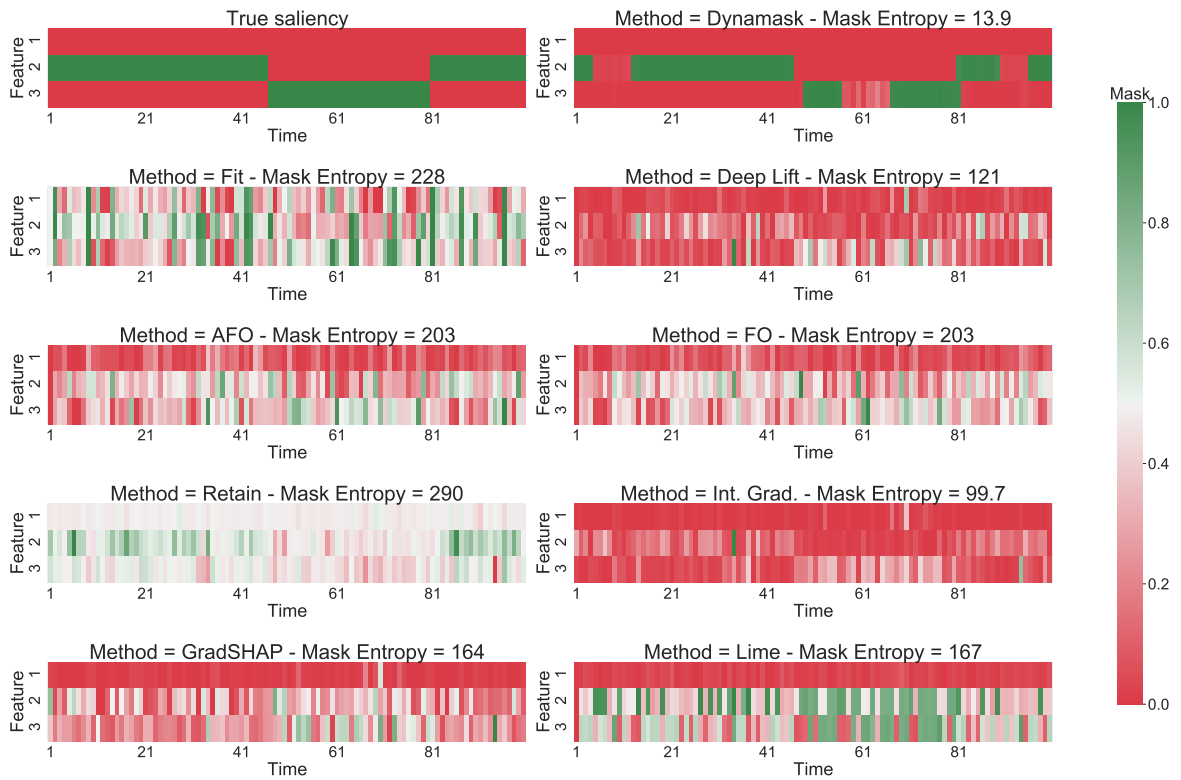 True saliency
Feature
1
2
3
1 21 41 61 81
Time
Method = Dynamask - Mask Entropy = 13.9
Feature
1
2
3
1 21 41 61 81
Time
Method = Fit - Mask Entropy = 228
Feature
1
2
3
1 21 41 61 81
Time
Method = Deep Lift - Mask Entropy = 121
Feature
1
2
3
1 21 41 61 81
Time
Method = AFO - Mask Entropy = 203
Feature
1
2
3
1 21 41 61 81
Time
Method = FO - Mask Entropy = 203
Feature
1
2
3
1 21 41 61 81
Time
Method = Retain - Mask Entropy = 290
Feature
1
2
3
1 21 41 61 81
Time
Method = Int. Grad. - Mask Entropy = 99.7
Feature
1
2
3
1 21 41 61 81
Time
Method = GradSHAP - Mask Entropy = 164
Feature
1
2
3
1 21 41 61 81
Time
Method = Lime - Mask Entropy = 167
Feature
1
2
3
1 21 41 61 81
Time
Mask
1.0
0.8
0.6
0.4
0.2
0.0